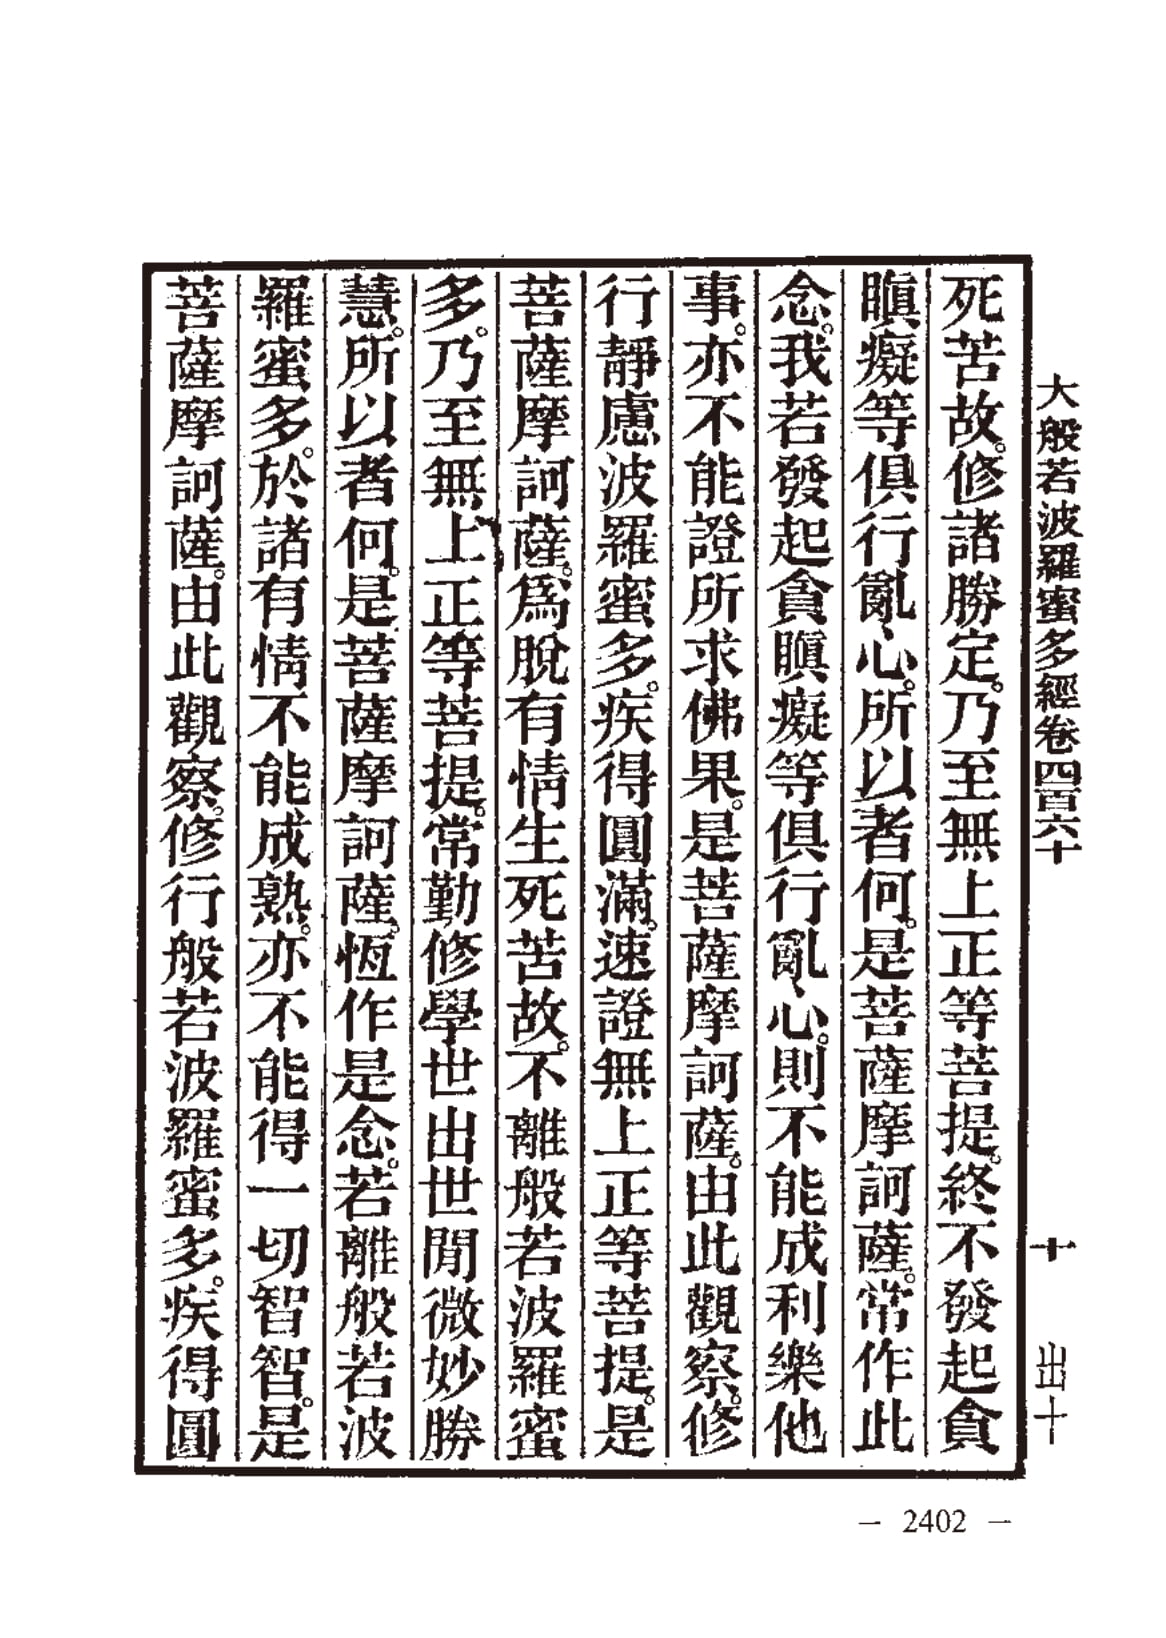 大般若波羅蜜多經卷四百六十
十
出十
死苦故。修諸勝定。乃至無上正等菩提。終不發起貪
瞋癡等俱行亂心。所以者何。是菩薩摩訶薩。常作此
念。我若發起貪瞋癡等俱行亂心。則不能成利樂他
事。亦不能證所求佛果。是菩薩摩訶薩。由此觀察。修
行靜慮波羅蜜多。疾得圓滿。速證無上正等菩提。是
菩薩摩訶薩。爲脫有情生死苦故。不離般若波羅蜜
多。乃至無上正等菩提。常勤修學世出世閒微妙勝
慧。所以者何。是菩薩摩訶薩。恆作是念。若離般若波
羅蜜多。於諸有情不能成熟。亦不能得一切智智。是
菩薩摩訶薩。由此觀察。修行般若波羅蜜多。疾得圓
— 2402 —